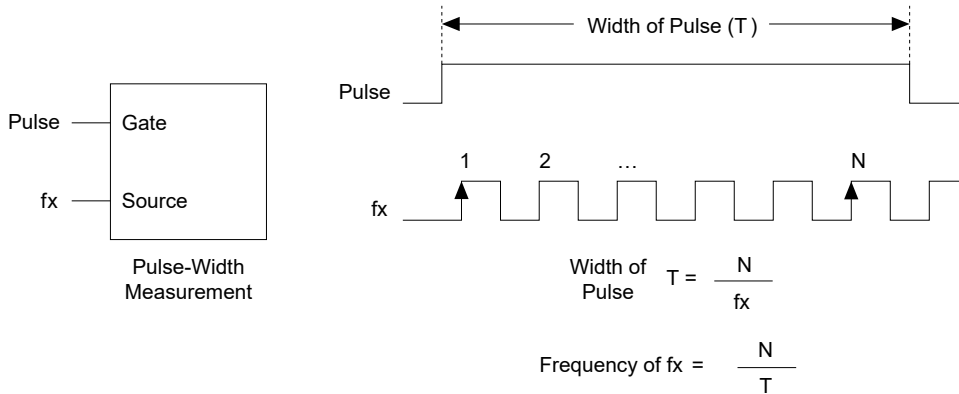 Width of Pulse (T)
Pulse
Pulse
Gate
1 2 … N
fx
Source
fx
Pulse-Width
Measurement
Width of
Pulse
T = N
fx
Frequency of fx = N
T